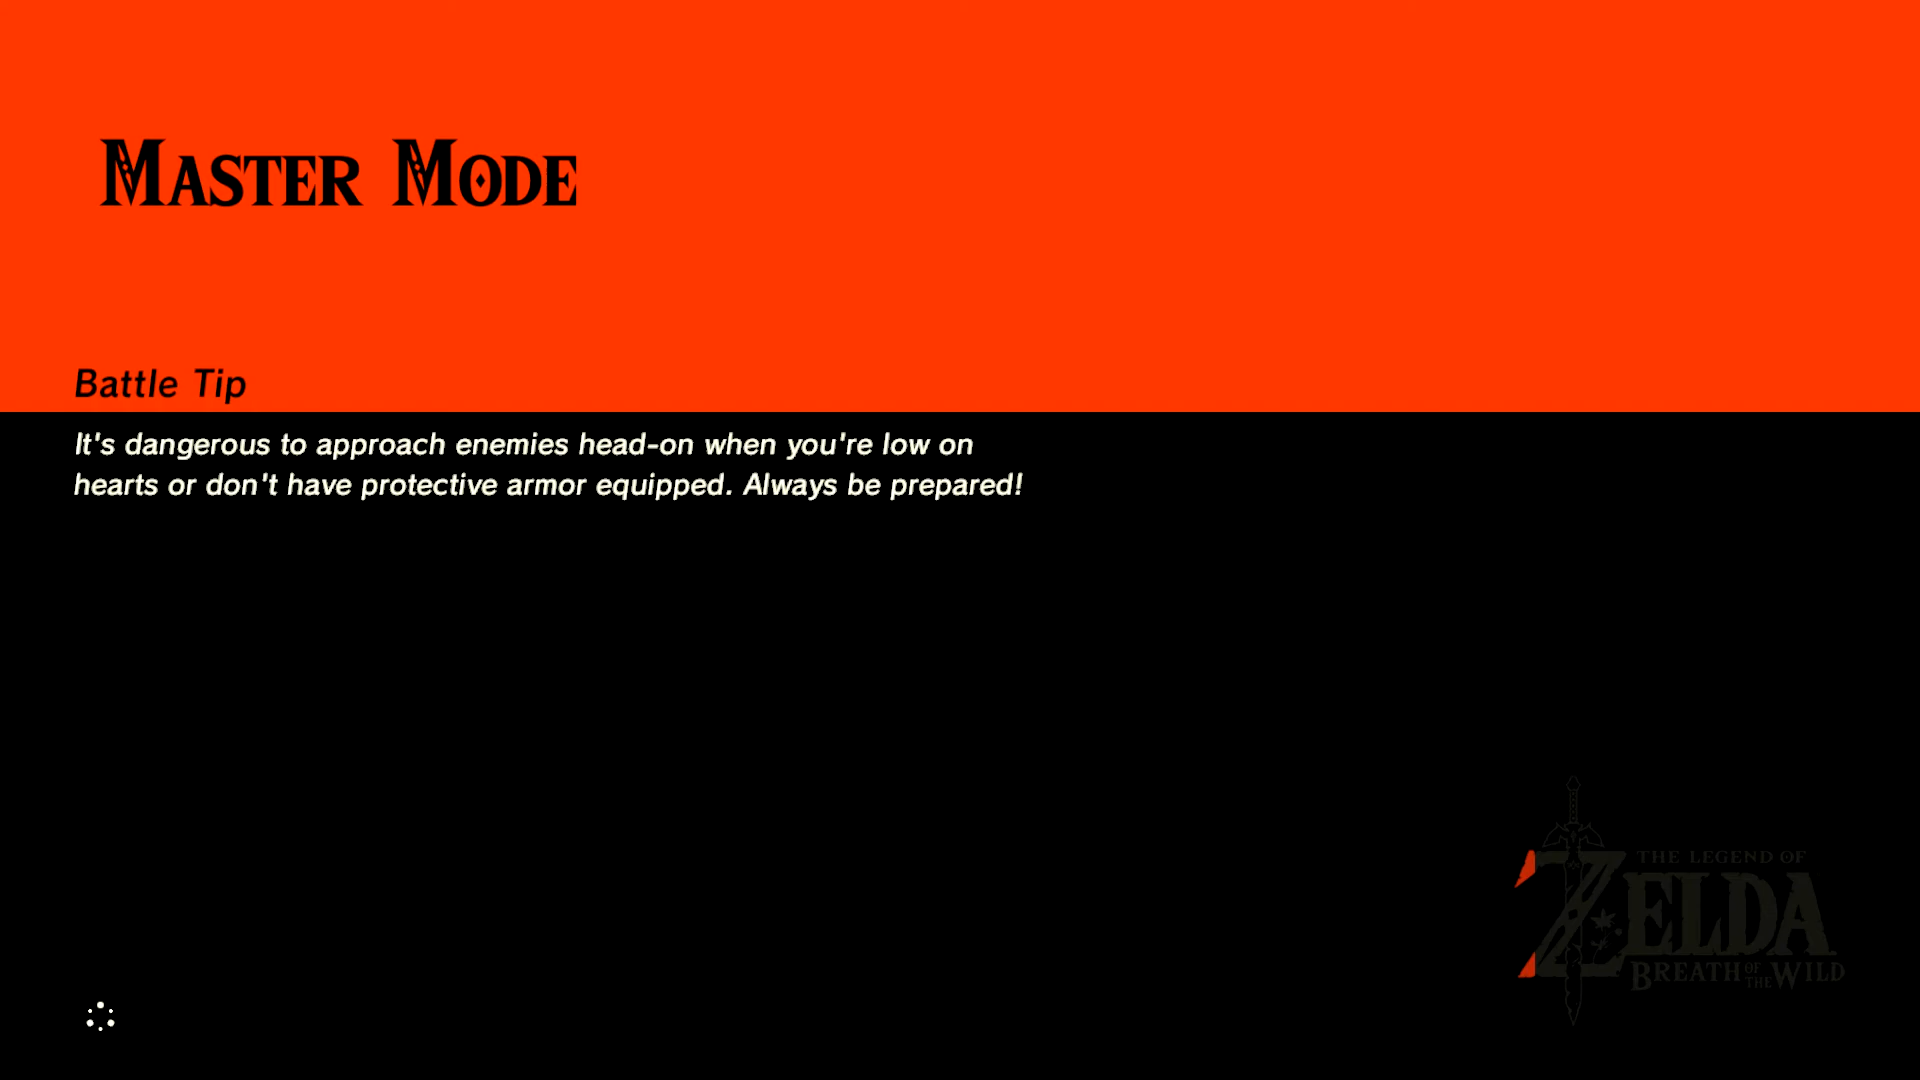 MASTER MODE
Battle Tip
It's dangerous to approach enemies head-on when you're low on
hearts or don't have protective armor equipped. Always be prepared!
THE LEGEND OF
ZELDA
BREATH OF THE WILD